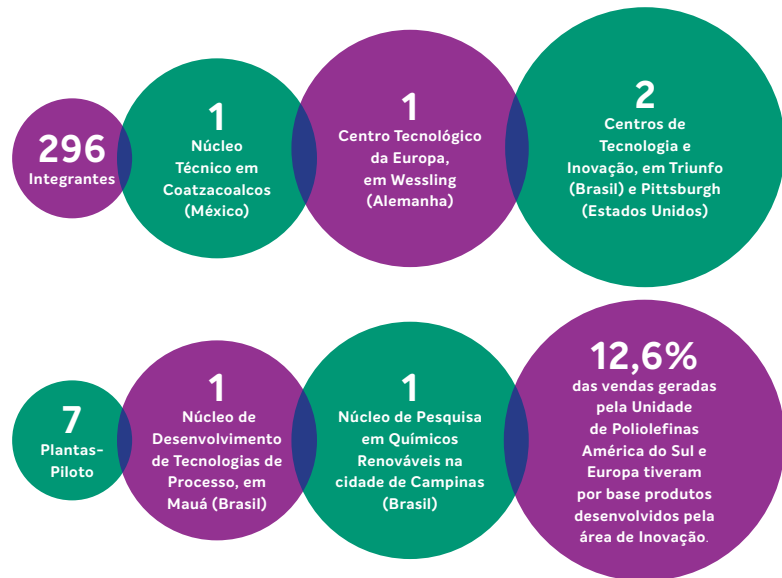 296
Integrantes
1
Núcleo
Técnico em
Coatzacoalcos
(México)
1
Centro Tecnológico
da Europa,
em Wessling
(Alemanha)
2
Centros de
Tecnologia e
Inovação, em Triunfo
(Brasil) e Pittsburgh
(Estados Unidos)
7
Plantas-
Piloto
1
Núcleo de
Desenvolvimento
de Tecnologias de
Processo, em
Mauá (Brasil)
1
Núcleo de Pesquisa
em Químicos
Renováveis na
cidade de Campinas
(Brasil)
12,6%
das vendas geradas
pela Unidade
de Poliolefinas
América do Sul e
Europa tiveram
por base produtos
desenvolvidos pela
área de Inovação.